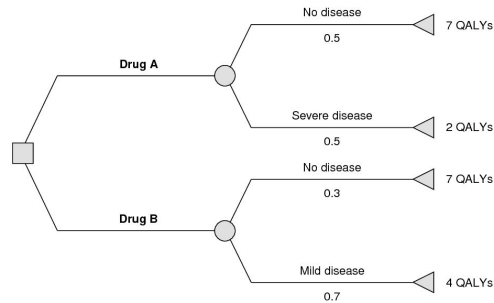 No disease
0.5
7 QALYs
Drug A
Severe disease
0.5
2 QALYs
No disease
0.3
7 QALYs
Drug B
Mild disease
0.7
4 QALYs